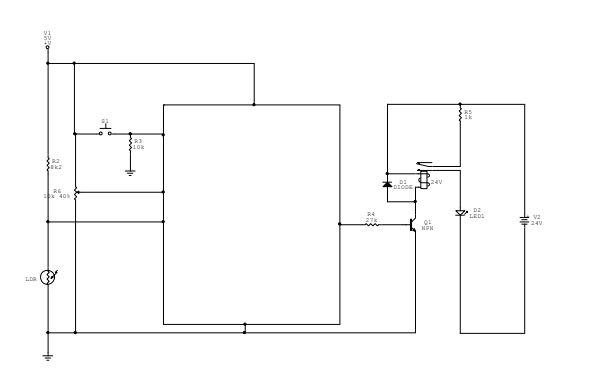 V1
5V
+V
S1
R3
10k
R2
8k2
R6
10k 40%
LDR
R4
27k
Q1
NPN
D1
DIODE
24V
R5
1k
D2
LED1
V2
24V